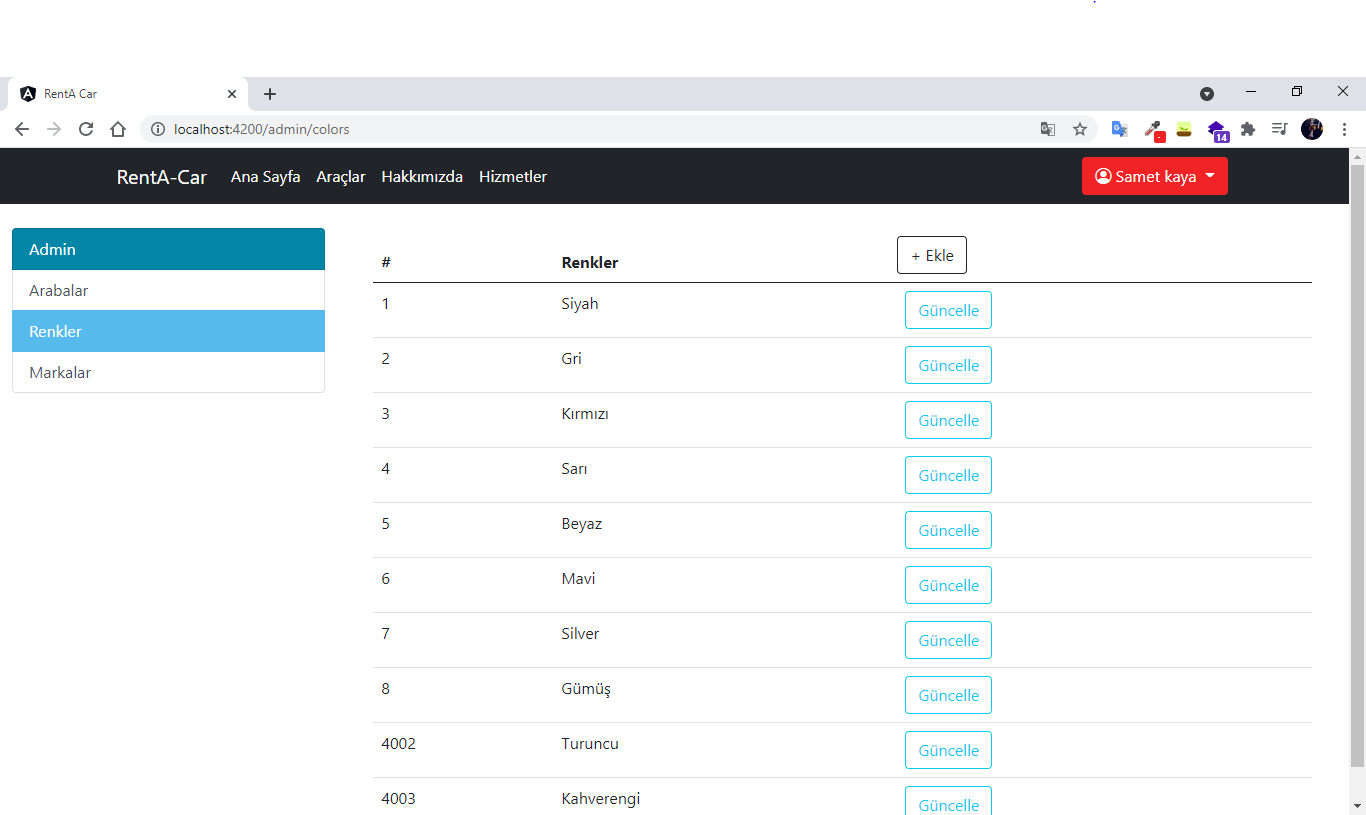 RentA Car
localhost:4200/admin/colors
14
RentA-Car Ana Sayfa Araçlar Hakkımızda Hizmetler Samet kaya
Admin
Arabalar
Renkler
Markalar
# Renkler + Ekle
1 Siyah Güncelle
2 Gri Güncelle
3 Kırmızı Güncelle
4 Sarı Güncelle
5 Beyaz Güncelle
6 Mavi Güncelle
7 Silver Güncelle
8 Gümüş Güncelle
4002 Turuncu Güncelle
4003 Kahverengi Güncelle